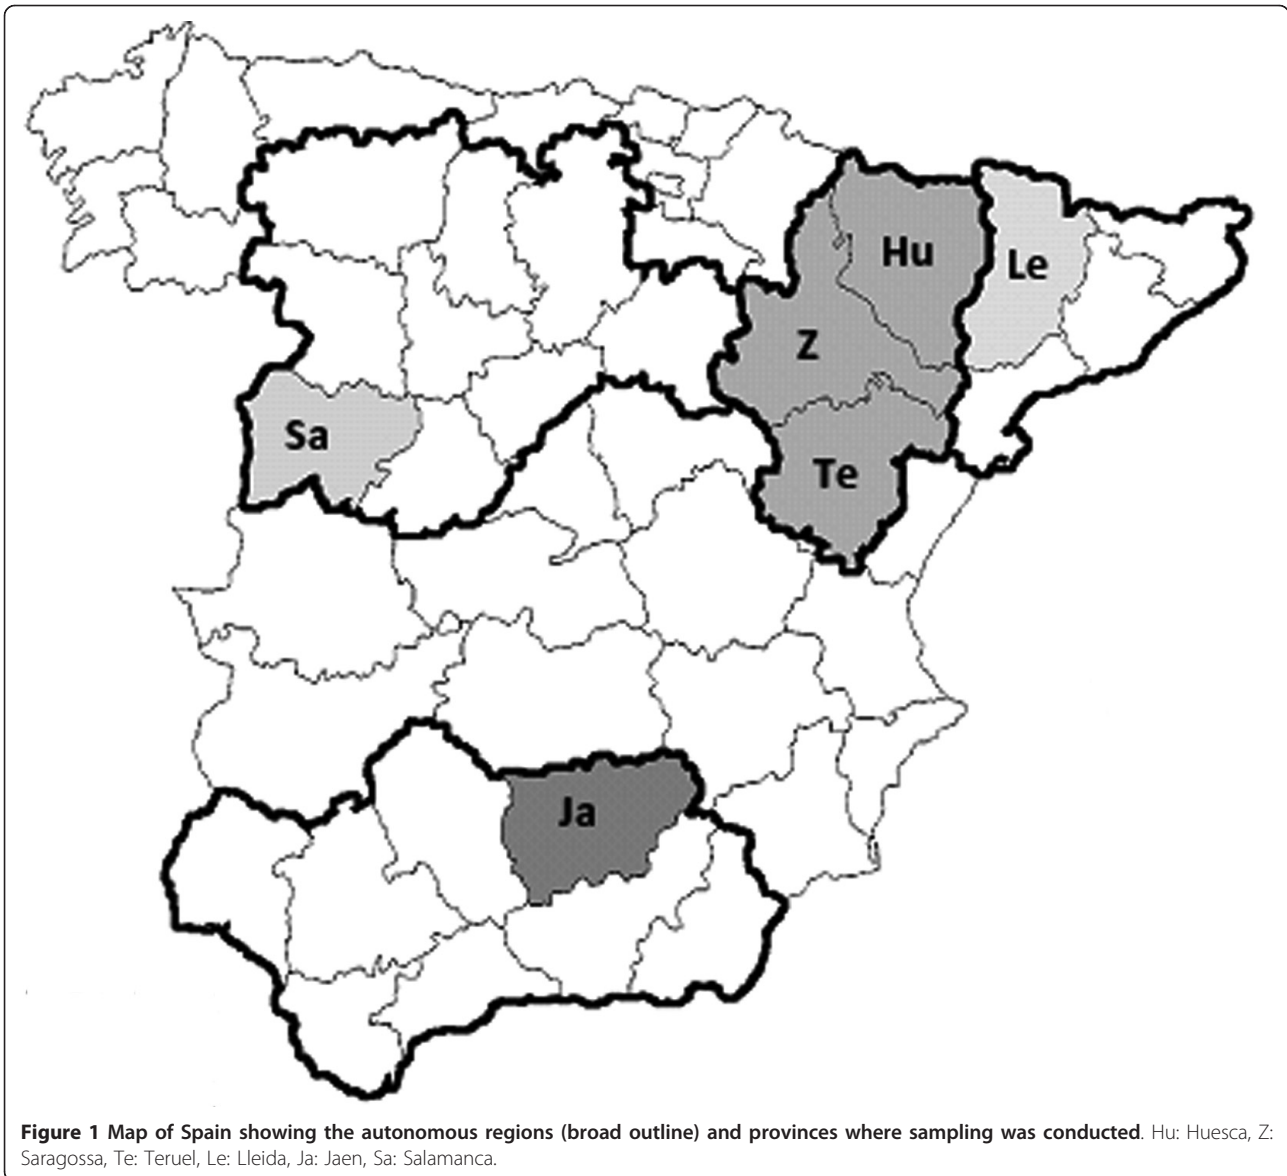 Hu
Le
Z
Sa
Te
Ja
Figure 1 Map of Spain showing the autonomous regions (broad outline) and provinces where sampling was conducted. Hu: Huesca, Z:
Saragossa, Te: Teruel, Le: Lleida, Ja: Jaen, Sa: Salamanca.